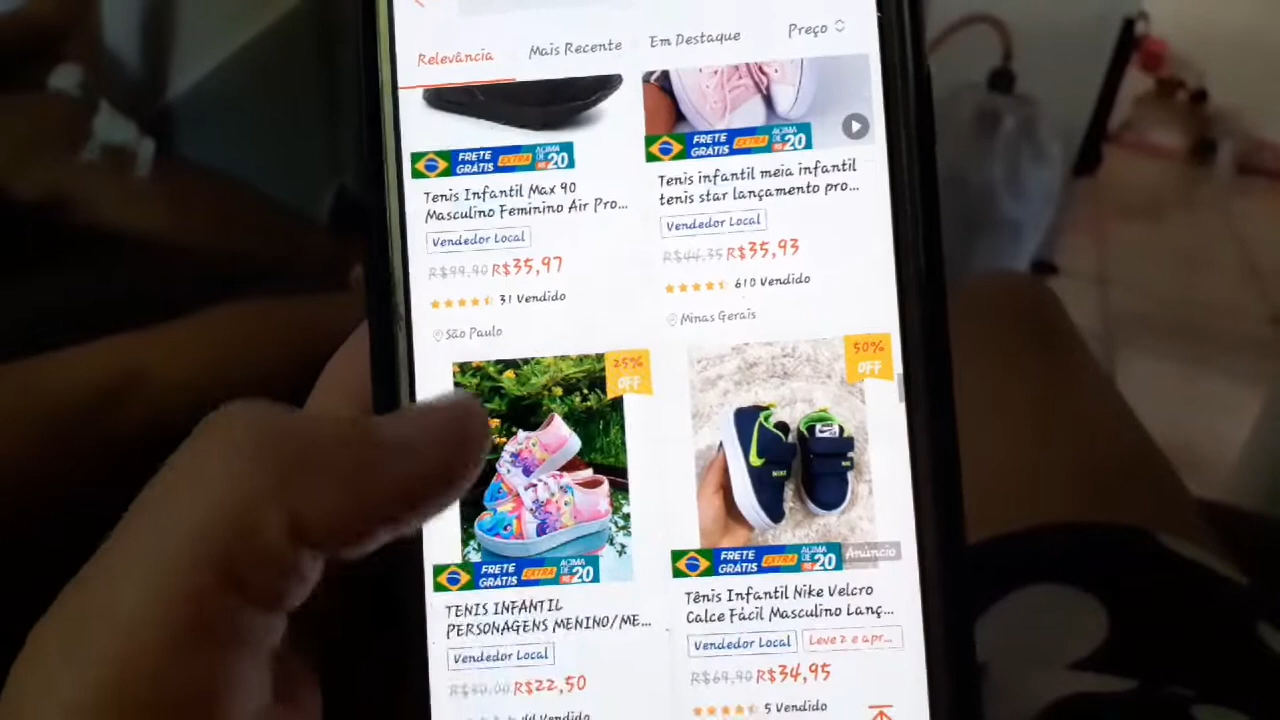 Relevância
Mais Recente
Em Destaque
Preço
FRETE GRÁTIS EXTRA ACIMA DE R$20
Tenis Infantil Max 90
Masculino Feminino Air Pro...
Vendedor Local
R$99,90 R$35,97
31 Vendido
São Paulo
FRETE GRÁTIS EXTRA ACIMA DE R$20
Tenis infantil meia infantil
tenis star lançamento pro...
Vendedor Local
R$44,35 R$35,93
610 Vendido
Minas Gerais
25%
OFF
FRETE GRÁTIS EXTRA ACIMA DE R$20
TENIS INFANTIL
PERSONAGENS MENINO/ME...
Vendedor Local
R$30,00 R$22,50
Vendido
50%
OFF
NIKE
FRETE GRÁTIS EXTRA ACIMA DE R$20
Anúncio
Tênis Infantil Nike Velcro
Calce Fácil Masculino Lanç...
Vendedor Local
Leve 2 e apr...
R$69,90 R$34,95
5 Vendido